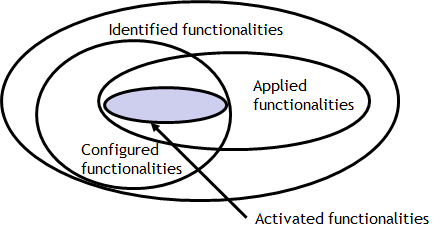 Identified functionalities
Applied
functionalities
Configured
functionalities
Activated functionalities